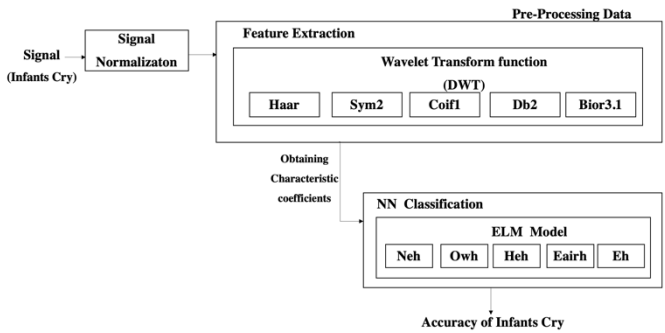 Pre-Processing Data
Signal
(Infants Cry)
Signal
Normalizaton
Feature Extraction
Wavelet Transform function
(DWT)
Haar
Sym2
Coif1
Db2
Bior3.1
Obtaining
Characteristic
coefficients
NN Classification
ELM Model
Neh
Owh
Heh
Eairh
Eh
Accuracy of Infants Cry